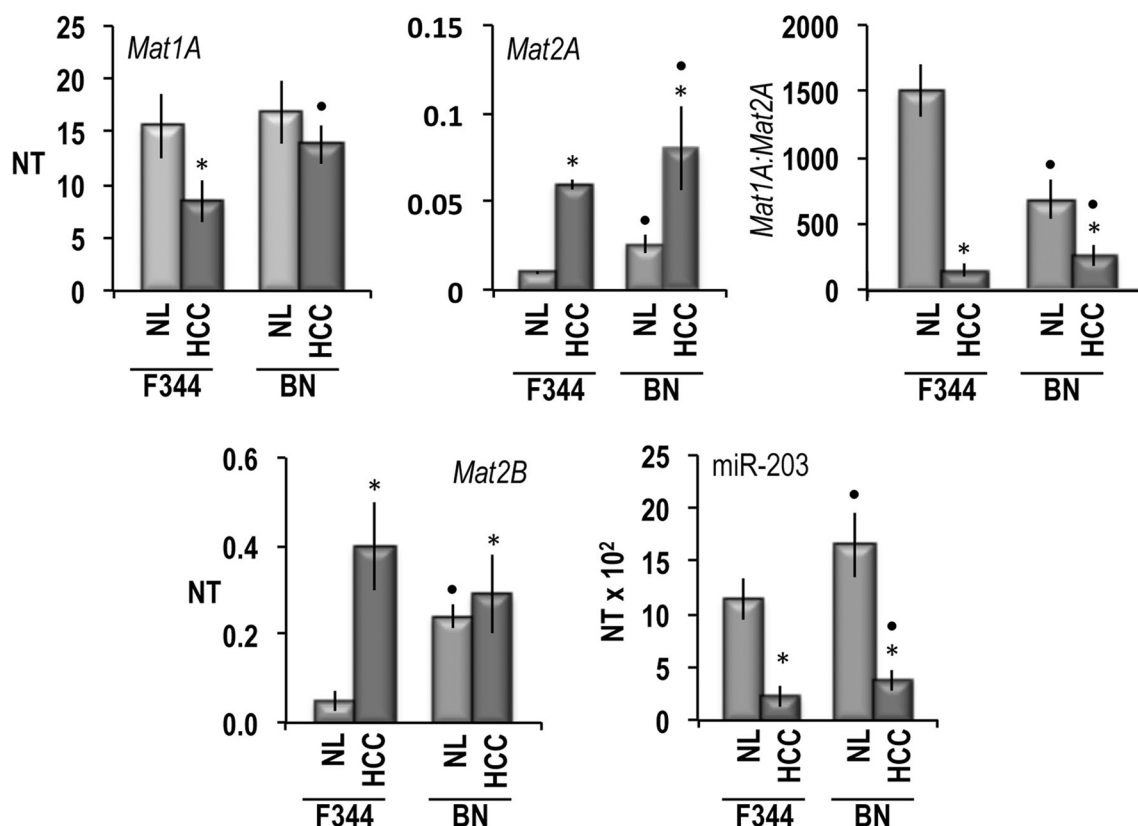 Mat1A
NT
25
20
15
10
5
0
*
•
NL
HCC
NL
HCC
F344
BN
Mat2A
0.15
0.1
0.05
0
*
•
•
*
NL
HCC
NL
HCC
F344
BN
Mat1A:Mat2A
2000
1500
1000
500
0
*
•
•
*
NL
HCC
NL
HCC
F344
BN
Mat2B
NT
0.6
0.4
0.2
0.0
*
•
*
NL
HCC
NL
HCC
F344
BN
miR-203
NT x 10²
25
20
15
10
5
0
*
•
•
*
NL
HCC
NL
HCC
F344
BN